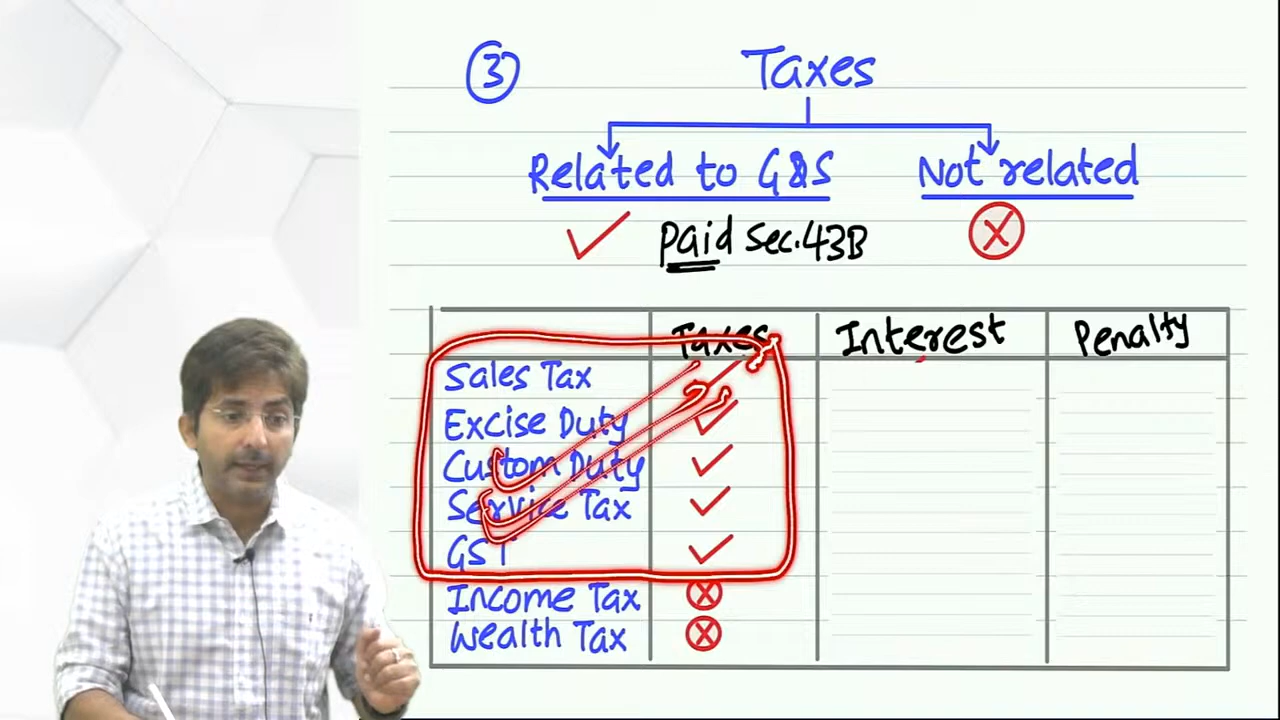 ③ Taxes
Related to G&S Not related
✓ paid Sec.43B ⓧ
Taxes Interest Penalty
Sales Tax ✓
Excise Duty ✓
Custom Duty ✓
Service Tax ✓
GST ✓
Income Tax ⓧ
Wealth Tax ⓧ